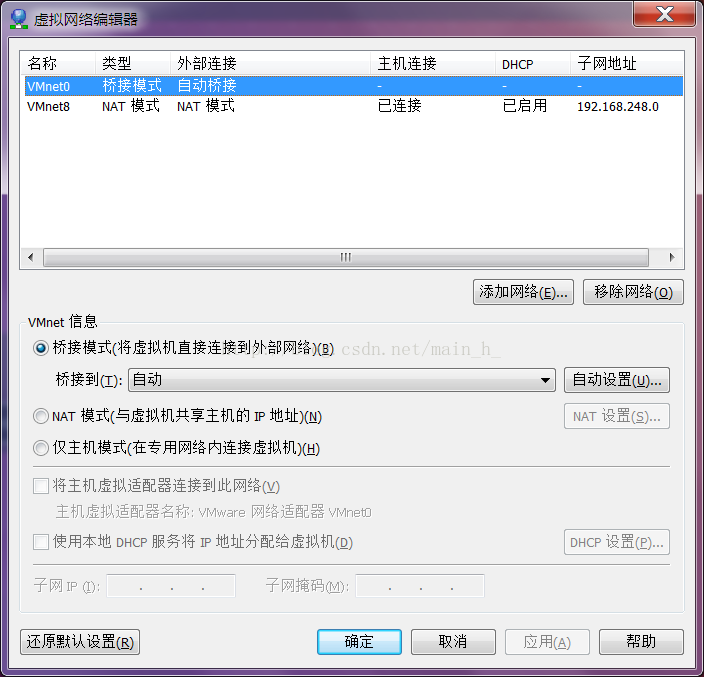 虚拟网络编辑器
名称 类型 外部连接 主机连接 DHCP 子网地址
VMnet0 桥接模式 自动桥接 - - -
VMnet8 NAT 模式 NAT 模式 已连接 已启用 192.168.248.0
添加网络(E)... 移除网络(O)
VMnet 信息
桥接模式(将虚拟机直接连接到外部网络)(B)
csdn.net/main_h_
桥接到(T): 自动 自动设置(U)...
NAT 模式(与虚拟机共享主机的 IP 地址)(N) NAT 设置(S)...
仅主机模式(在专用网络内连接虚拟机)(H)
将主机虚拟适配器连接到此网络(V)
主机虚拟适配器名称: VMware 网络适配器 VMnet0
使用本地 DHCP 服务将 IP 地址分配给虚拟机(D) DHCP 设置(P)...
子网 IP (I): . . . 子网掩码(M): . . .
还原默认设置(R) 确定 取消 应用(A) 帮助